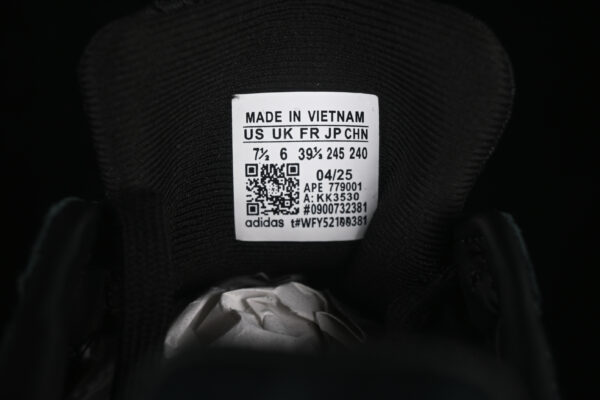 MADE IN VIETNAM
US UK FR JP CHN
7½ 6 39⅓ 245 240
04/25
APE 779001
A: KK3530
#0900732381
adidas t#WFY52100381